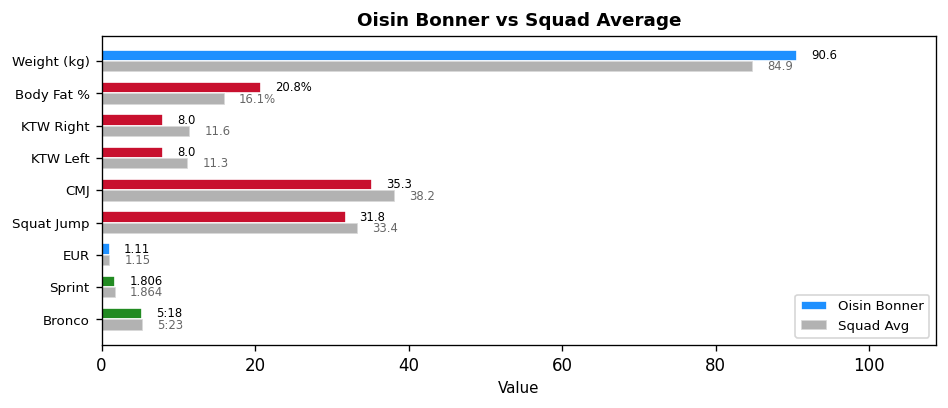 Oisin Bonner vs Squad Average
Weight (kg)
90.6
84.9
Body Fat %
20.8%
16.1%
KTW Right
8.0
11.6
KTW Left
8.0
11.3
CMJ
35.3
38.2
Squat Jump
31.8
33.4
EUR
1.11
1.15
Sprint
1.806
1.864
Bronco
5:18
5:23
Oisin Bonner
Squad Avg
0 20 40 60 80 100
Value